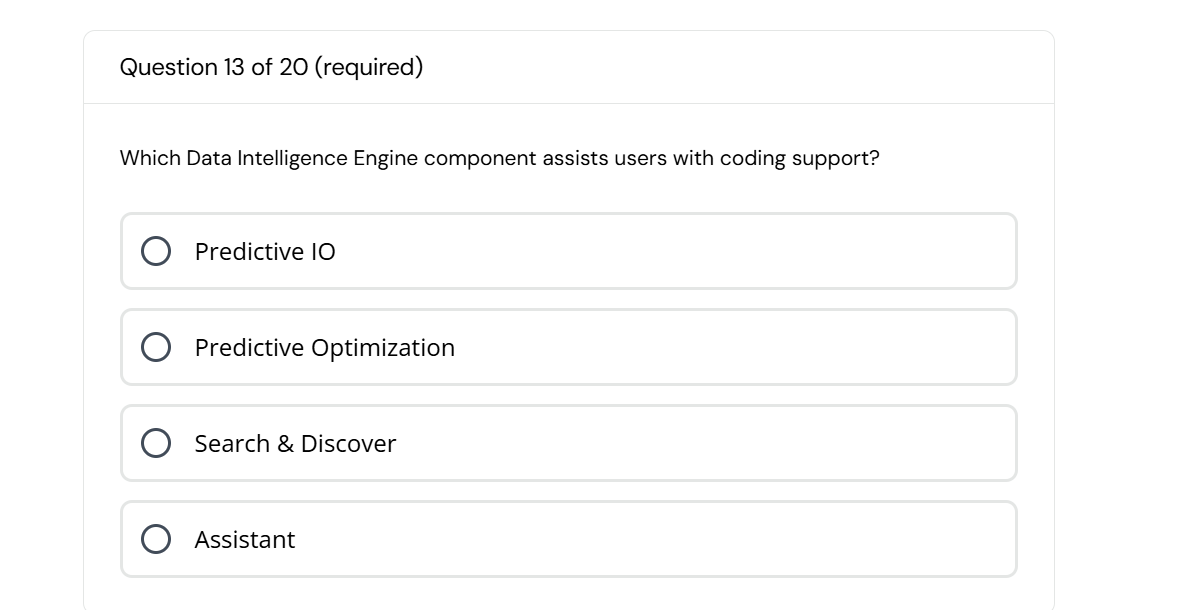 Question 13 of 20 (required)
Which Data Intelligence Engine component assists users with coding support?
Predictive IO
Predictive Optimization
Search & Discover
Assistant